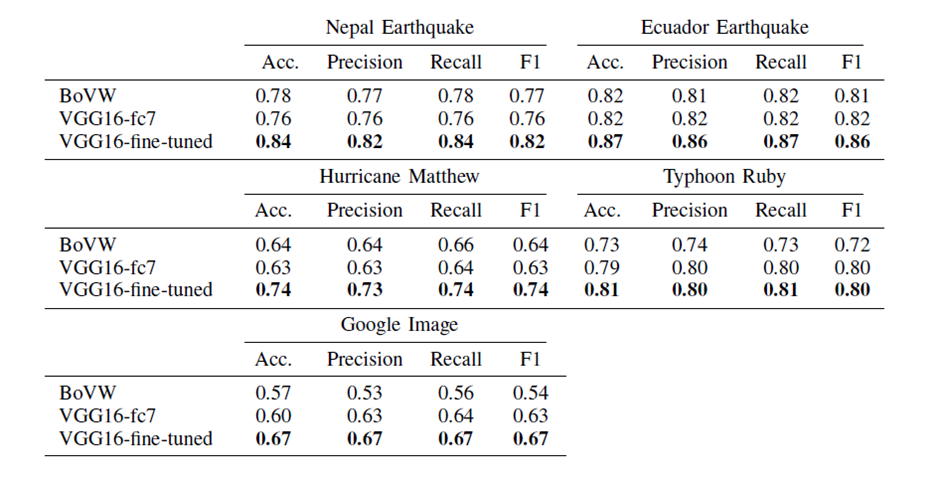 Nepal Earthquake Ecuador Earthquake
Acc. Precision Recall F1 Acc. Precision Recall F1
BoVW 0.78 0.77 0.78 0.77 0.82 0.81 0.82 0.81
VGG16-fc7 0.76 0.76 0.76 0.76 0.82 0.82 0.82 0.82
VGG16-fine-tuned 0.84 0.82 0.84 0.82 0.87 0.86 0.87 0.86
Hurricane Matthew Typhoon Ruby
Acc. Precision Recall F1 Acc. Precision Recall F1
BoVW 0.64 0.64 0.66 0.64 0.73 0.74 0.73 0.72
VGG16-fc7 0.63 0.63 0.64 0.63 0.79 0.80 0.80 0.80
VGG16-fine-tuned 0.74 0.73 0.74 0.74 0.81 0.80 0.81 0.80
Google Image
Acc. Precision Recall F1
BoVW 0.57 0.53 0.56 0.54
VGG16-fc7 0.60 0.63 0.64 0.63
VGG16-fine-tuned 0.67 0.67 0.67 0.67